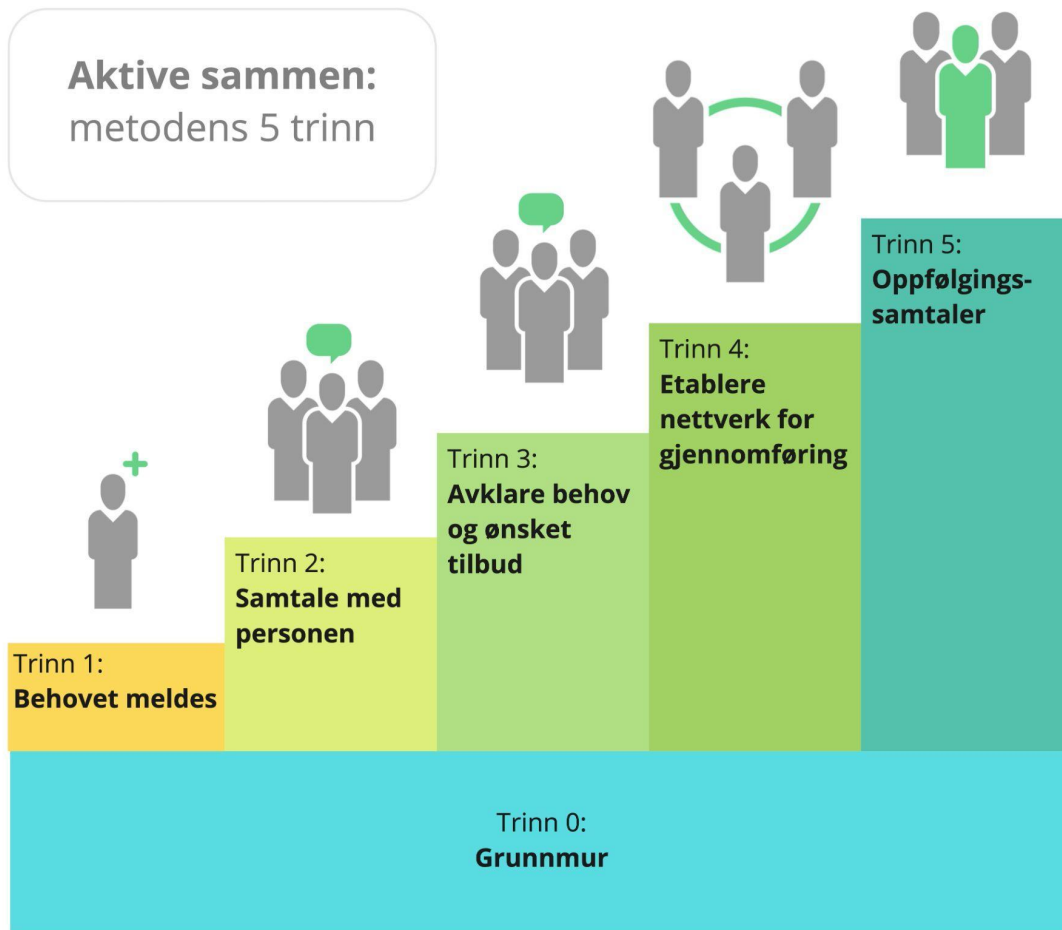 Aktive sammen:
metodens 5 trinn
Trinn 1:
Behovet meldes
Trinn 2:
Samtale med
personen
Trinn 3:
Avklare behov
og ønsket
tilbud
Trinn 4:
Etablere
nettverk for
gjennomføring
Trinn 5:
Oppfølgings-
samtaler
Trinn 0:
Grunnmur